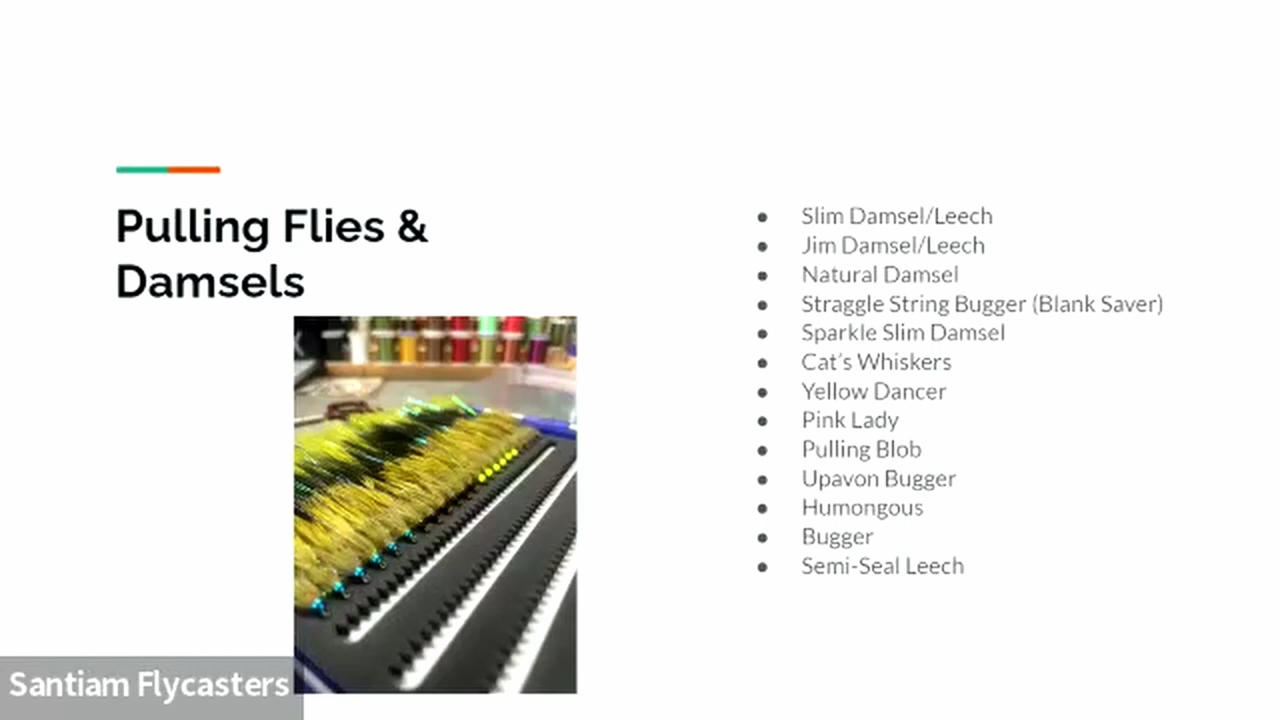 Pulling Flies &
Damsels
Slim Damsel/Leech
Jim Damsel/Leech
Natural Damsel
Straggle String Bugger (Blank Saver)
Sparkle Slim Damsel
Cat's Whiskers
Yellow Dancer
Pink Lady
Pulling Blob
Upavon Bugger
Humongous
Bugger
Semi-Seal Leech
Santiam Flycasters